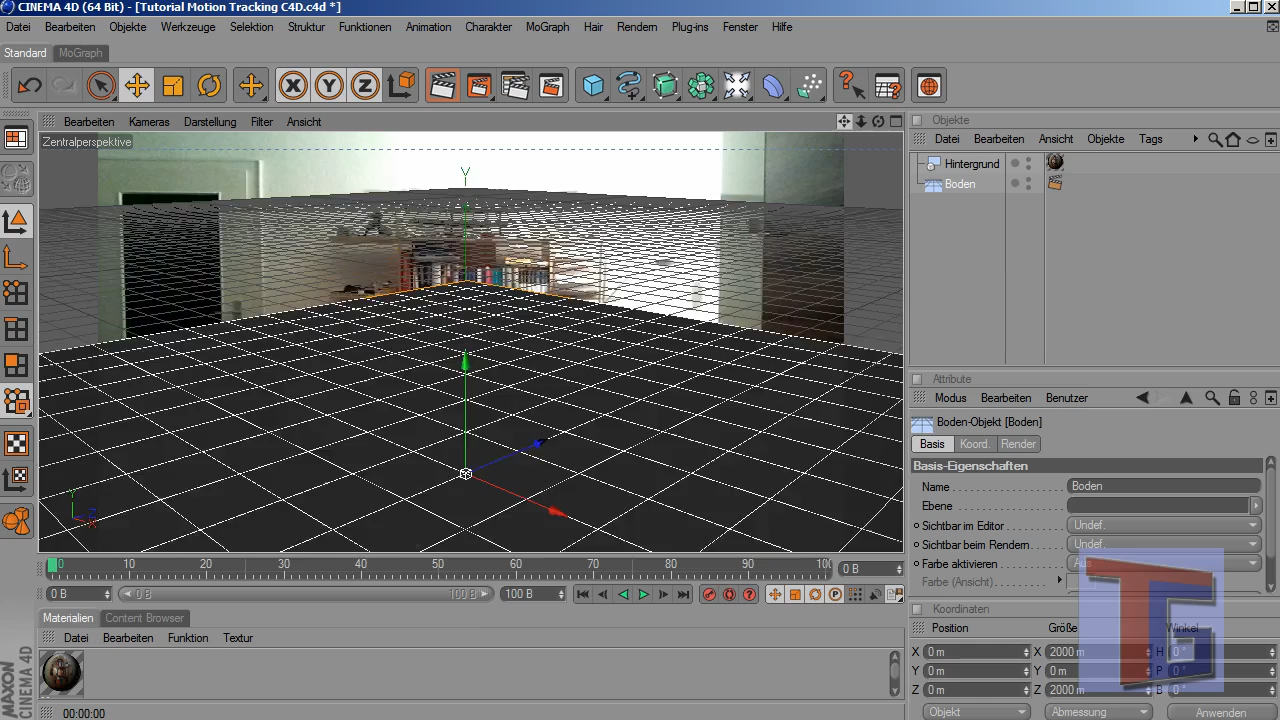 CINEMA 4D (64 Bit) - [Tutorial Motion Tracking C4D.c4d *]
Datei Bearbeiten Objekte Werkzeuge Selektion Struktur Funktionen Animation Charakter MoGraph Hair Rendern Plug-ins Fenster Hilfe
Standard MoGraph
X Y Z
Bearbeiten Kameras Darstellung Filter Ansicht
Zentralperspektive
Y
Y
Z
X
0 10 20 30 40 50 60 70 80 90 100
0 B
0 B 0 B 100 B 100 B
P
Materialien Content Browser
Datei Bearbeiten Funktion Textur
00:00:00
MAXON
CINEMA 4D
Objekte
Datei Bearbeiten Ansicht Objekte Tags
Hintergrund
Boden
Attribute
Modus Bearbeiten Benutzer
Boden-Objekt [Boden]
Basis Koord. Render
Basis-Eigenschaften
Name Boden
Ebene
Sichtbar im Editor Undef.
Sichtbar beim Rendern Undef.
Farbe aktivieren Aus
Farbe (Ansicht)
Koordinaten
Position Größe Winkel
X 0 m X 2000 m H 0 °
Y 0 m Y 0 m P 0 °
Z 0 m Z 2000 m B 0 °
Objekt Abmessung Anwenden
TG